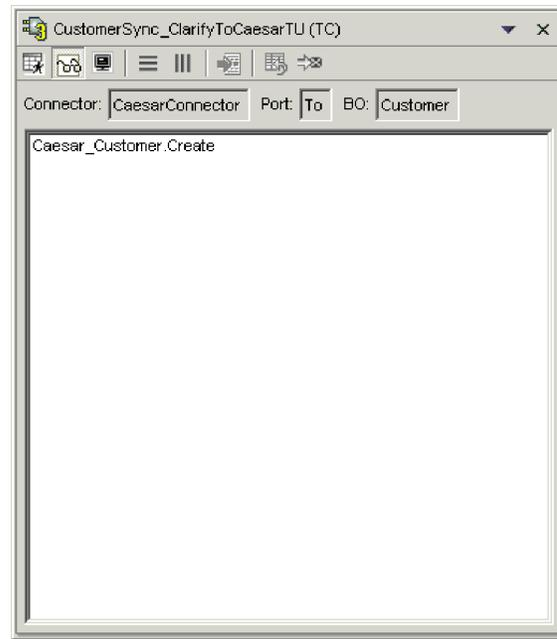 CustomerSync_ClarifyToCaesarTU (TC)
Connector: CaesarConnector Port: To BO: Customer
Caesar_Customer.Create